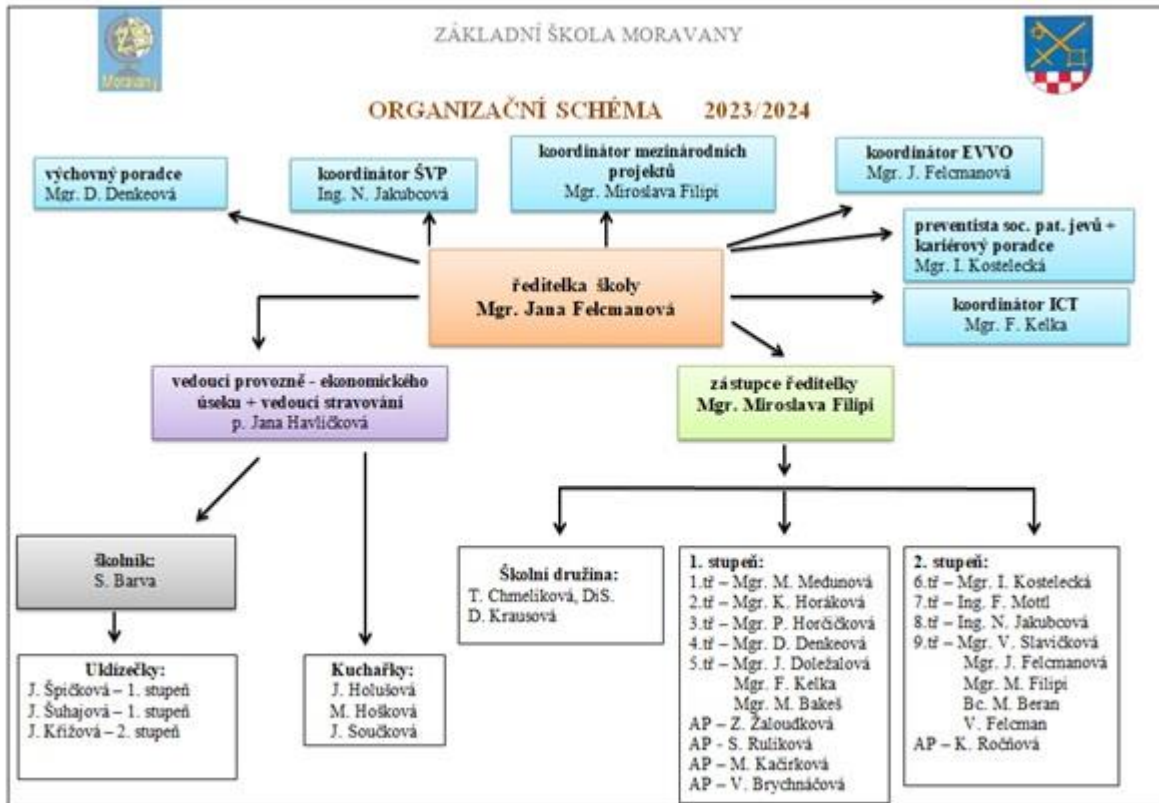 Moravany
ZÁKLADNÍ ŠKOLA MORAVANY
ORGANIZAČNÍ SCHÉMA 2023/2024
výchovný poradce
Mgr. D. Denkeová
koordinátor ŠVP
Ing. N. Jakubcová
koordinátor mezinárodních
projektů
Mgr. Miroslava Filipi
koordinátor EVVO
Mgr. J. Felcmanová
preventista soc. pat. jevů +
kariérový poradce
Mgr. I. Kostelecká
koordinátor ICT
Mgr. F. Kelka
ředitelka školy
Mgr. Jana Felcmanová
vedoucí provozně - ekonomického
úseku + vedoucí stravování
p. Jana Havlíčková
zástupce ředitelky
Mgr. Miroslava Filipi
školník:
S. Barva
Uklízečky:
J. Špičková – 1. stupeň
J. Šuhajová – 1. stupeň
J. Křížová – 2. stupeň
Kuchařky:
J. Holušová
M. Hošková
J. Součková
Školní družina:
T. Chmelíková, DiS.
D. Krausová
1. stupeň:
1.tř – Mgr. M. Medunová
2.tř – Mgr. K. Horáková
3.tř – Mgr. P. Horčičková
4.tř – Mgr. D. Denkeová
5.tř – Mgr. J. Doležalová
Mgr. F. Kelka
Mgr. M. Bakeš
AP – Z. Žaloudková
AP - S. Rulíková
AP – M. Kačírková
AP – V. Brychnáčová
2. stupeň:
6.tř – Mgr. I. Kostelecká
7.tř – Ing. F. Mottl
8.tř – Ing. N. Jakubcová
9.tř – Mgr. V. Slavíčková
Mgr. J. Felcmanová
Mgr. M. Filipi
Bc. M. Beran
V. Felcman
AP – K. Ročňová